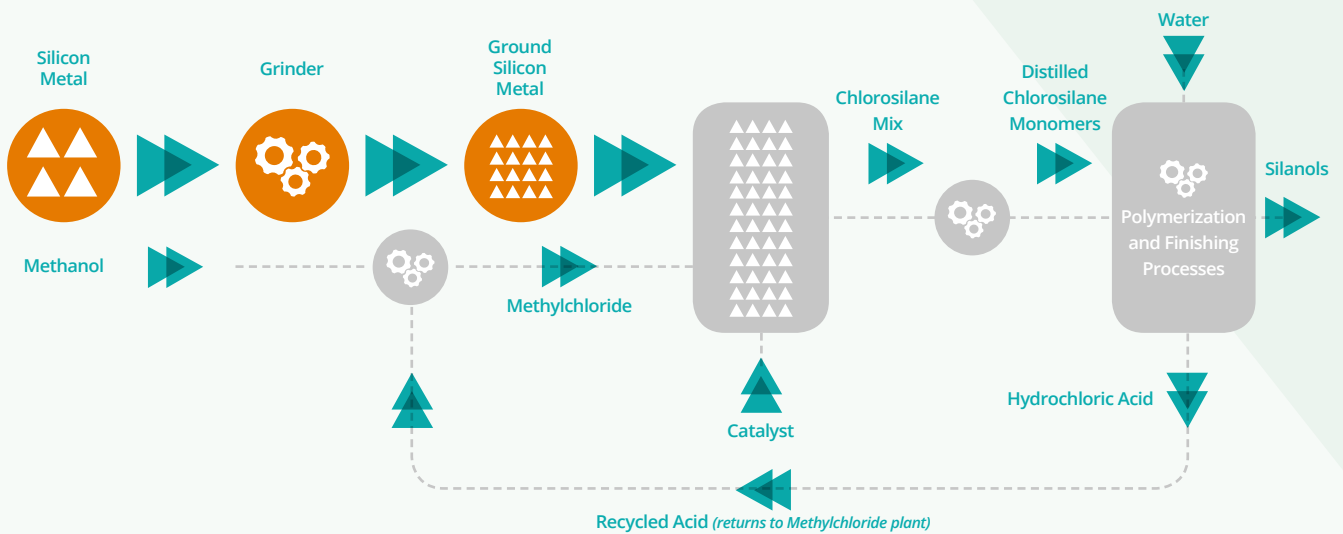 Silicon
Metal
Grinder
Ground
Silicon
Metal
Chlorosilane
Mix
Distilled
Chlorosilane
Monomers
Water
Silanols
Polymerization
and Finishing
Processes
Methanol
Methylchloride
Catalyst
Hydrochloric Acid
Recycled Acid (returns to Methylchloride plant)